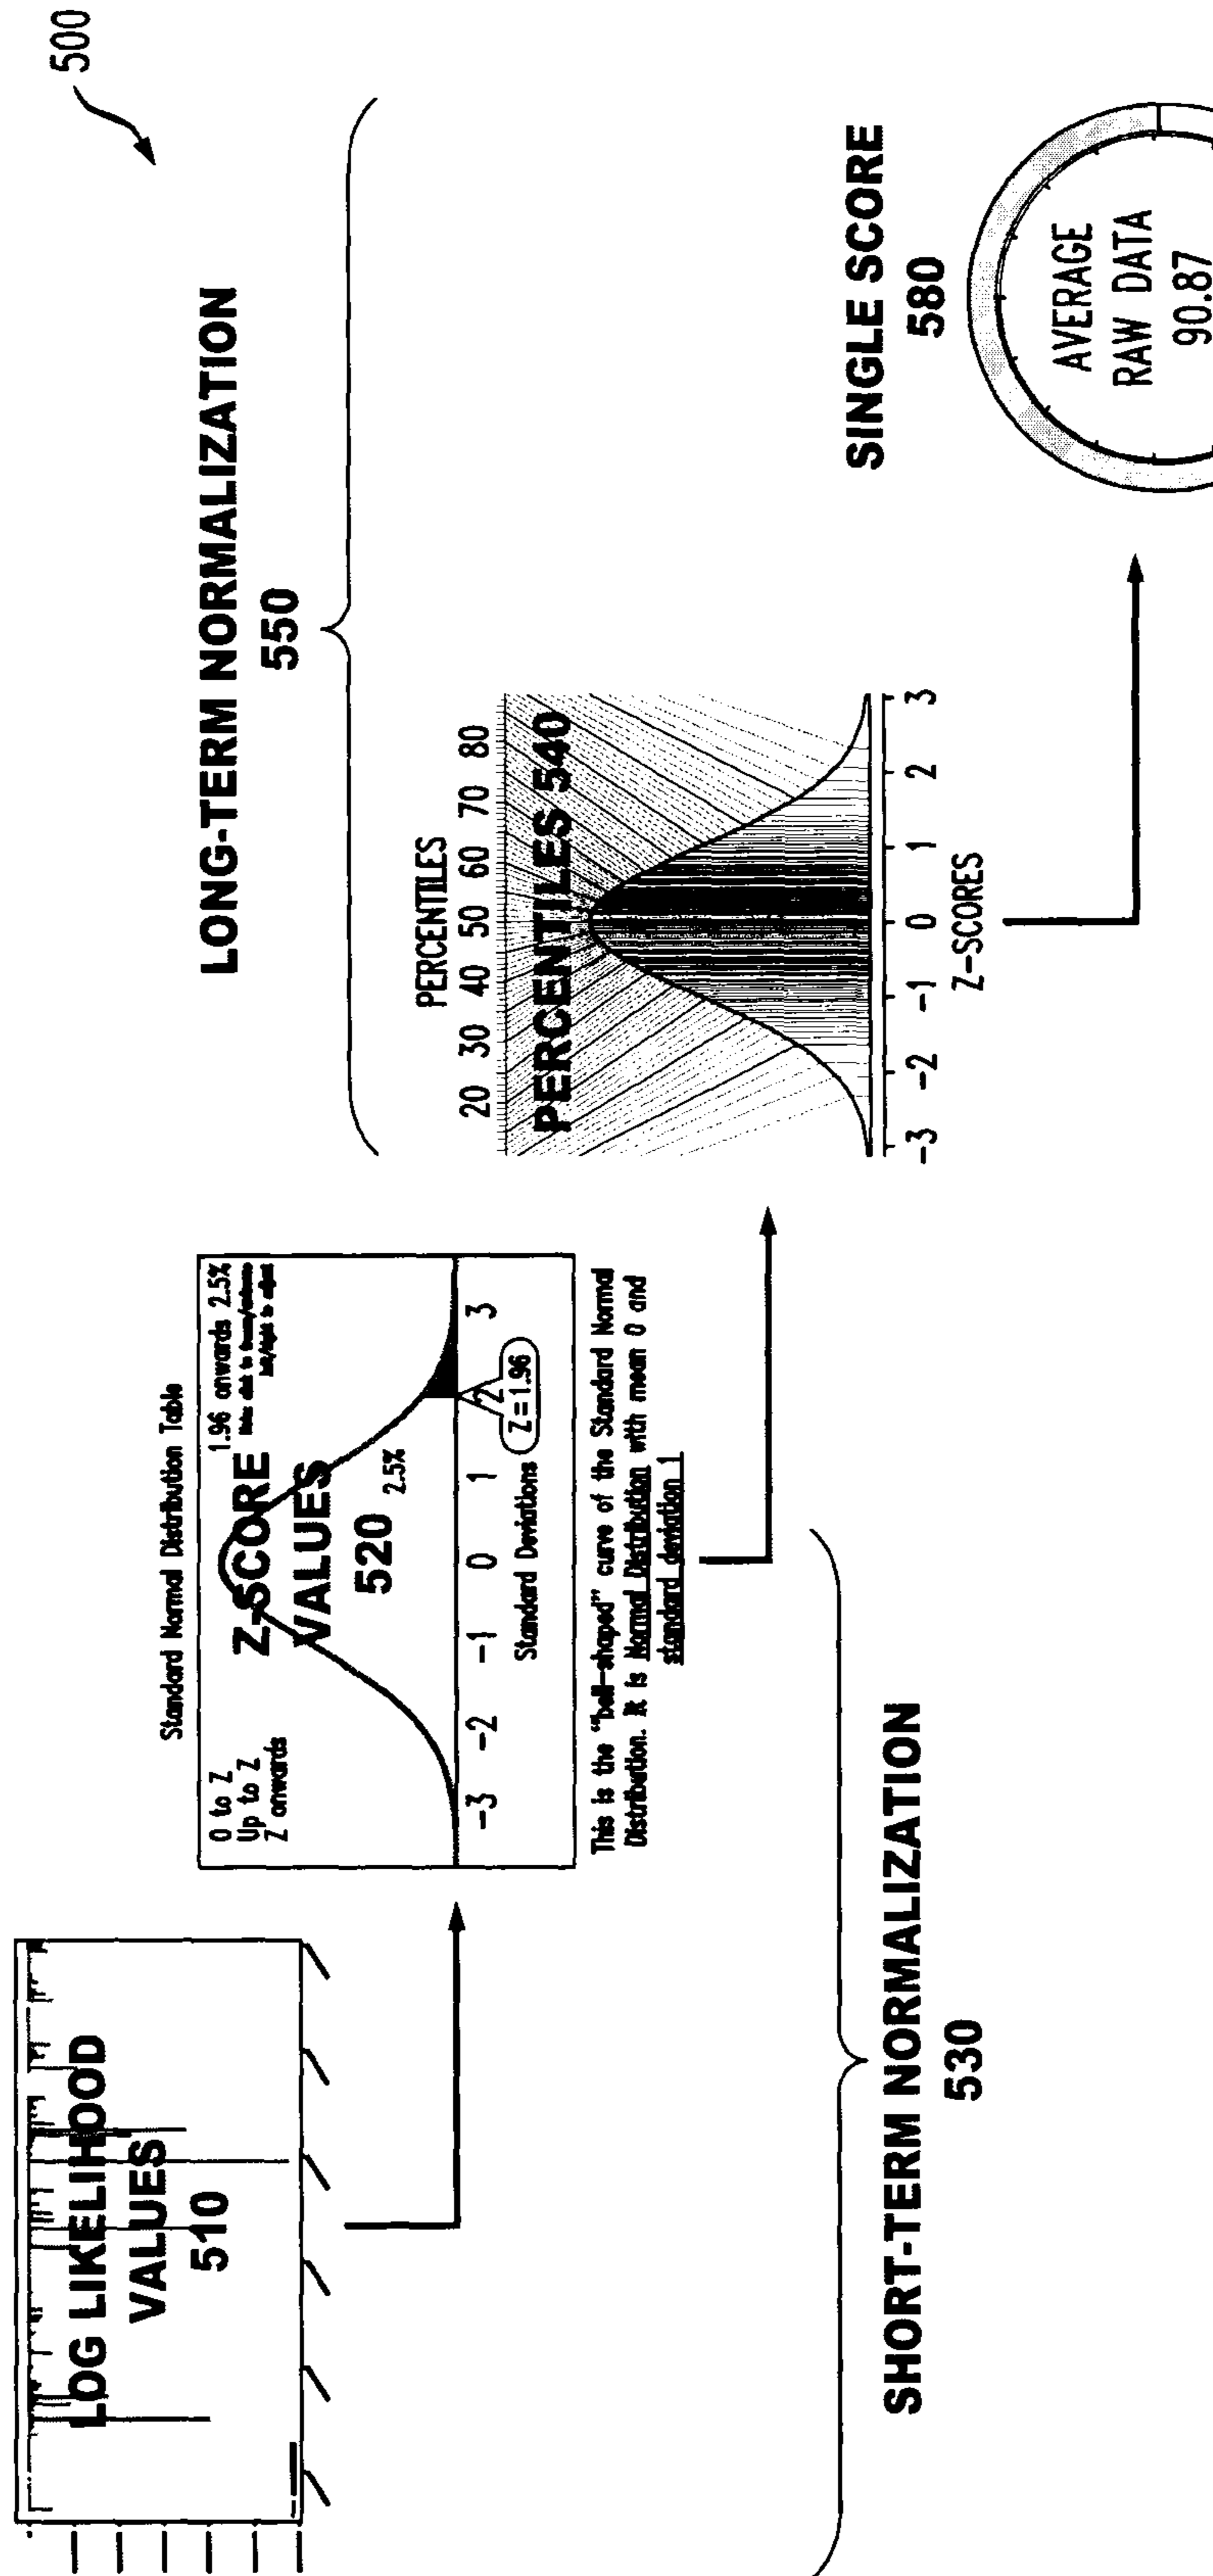 500
LOG LIKELIHOOD
VALUES
510
Standard Normal Distribution Table
0 to Z
Up to Z
Z onwards
Z-SCORE
VALUES
520
1.96 onwards 2.5%
2.5%
-3 -2 -1 0 1 2 3
Standard Deviations
Z=1.96
This is the "bell-shaped" curve of the Standard Normal
Distribution. It is Normal Distribution with mean 0 and
standard deviation 1
SHORT-TERM NORMALIZATION
530
LONG-TERM NORMALIZATION
550
PERCENTILES
20 30 40 50 60 70 80
PERCENTILES 540
-3 -2 -1 0 1 2 3
Z-SCORES
SINGLE SCORE
580
AVERAGE
RAW DATA
90.87